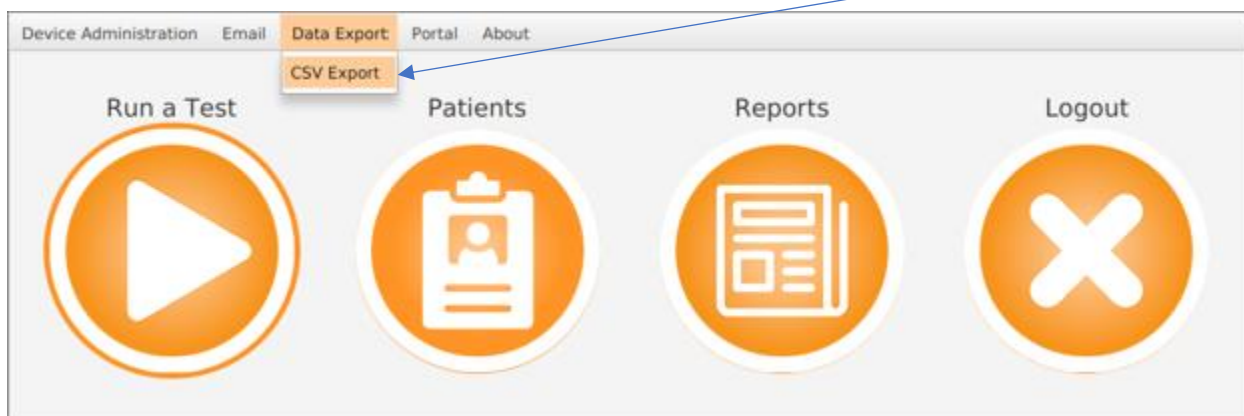 Device Administration Email Data Export Portal About
CSV Export
Run a Test Patients Reports Logout